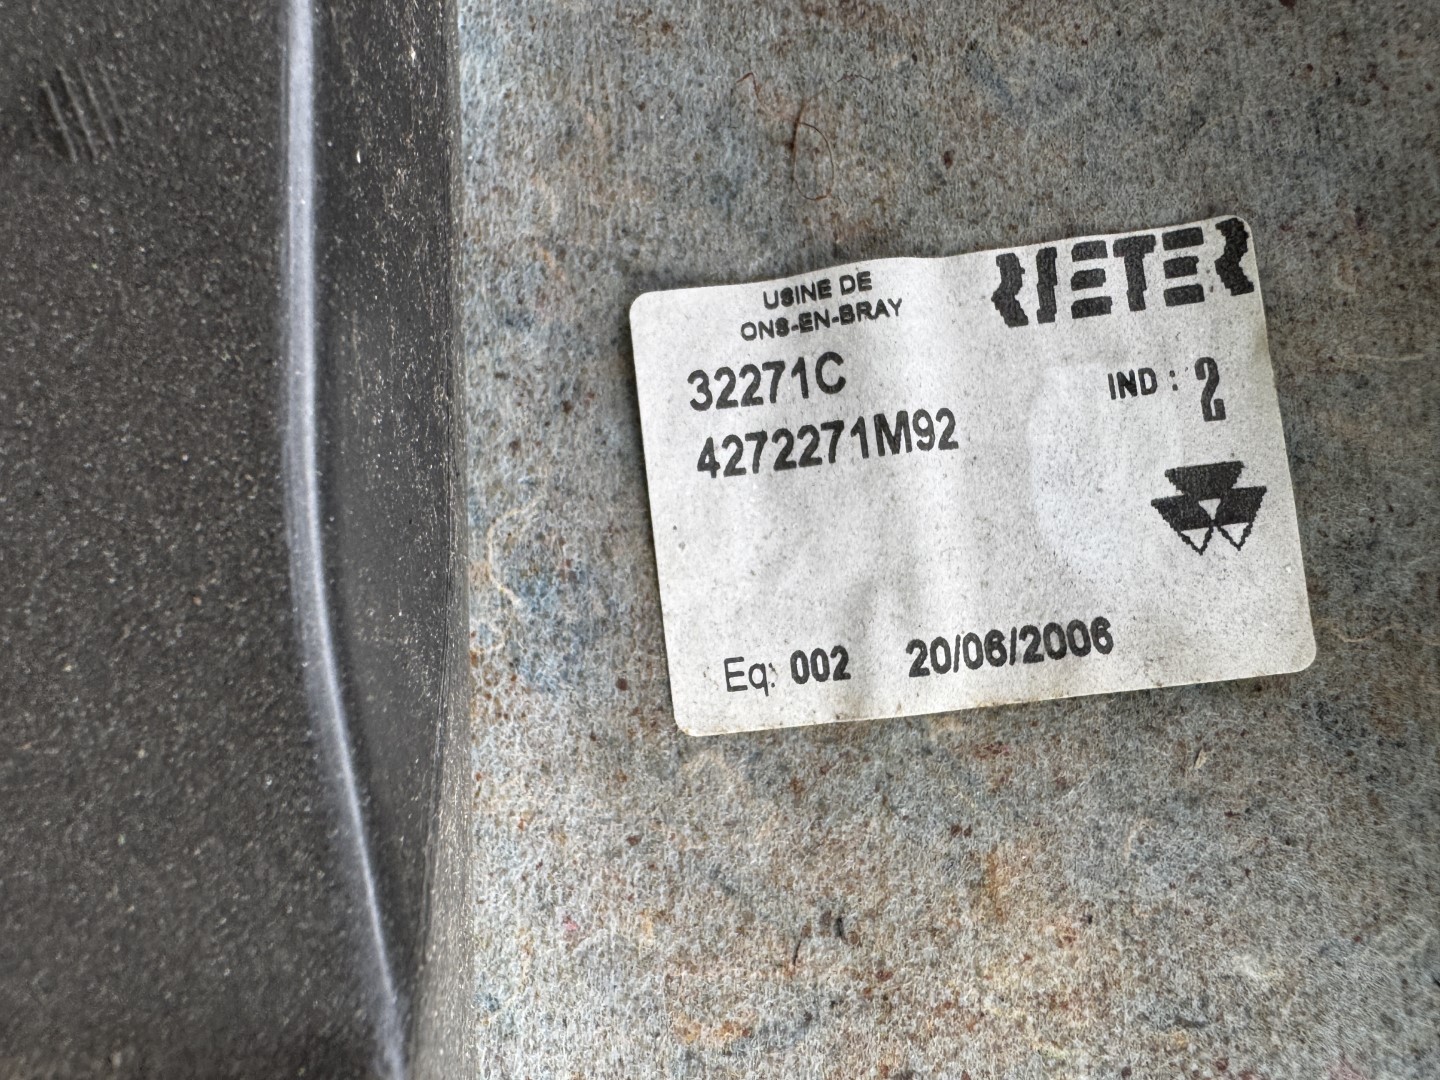 USINE DE
ONS-EN-BRAY
RIETER
32271C
IND : 2
4272271M92
Eq: 002 20/06/2006